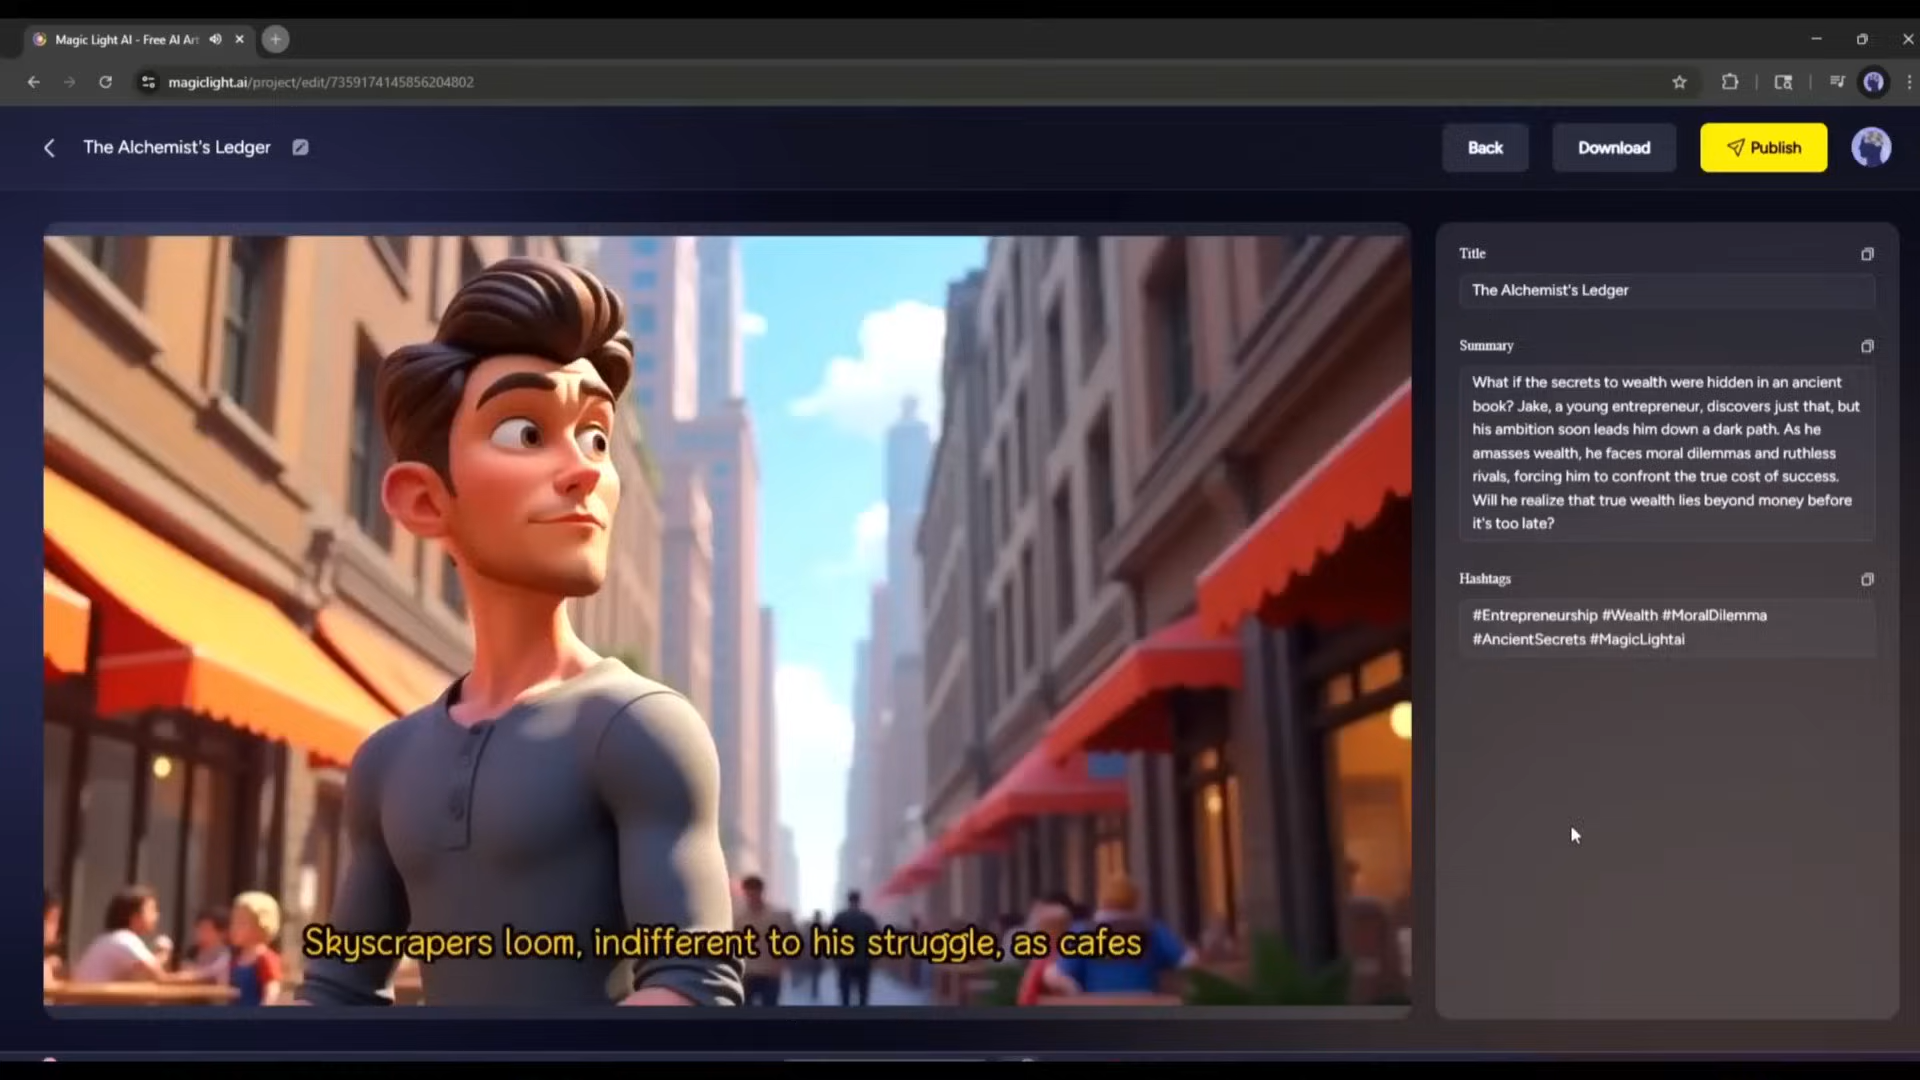 Magic Light AI - Free AI Art
magiclight.ai/project/edit/7359174145856204802
The Alchemist's Ledger
Back
Download
Publish
Title
The Alchemist's Ledger
Summary
What if the secrets to wealth were hidden in an ancient
book? Jake, a young entrepreneur, discovers just that, but
his ambition soon leads him down a dark path. As he
amasses wealth, he faces moral dilemmas and ruthless
rivals, forcing him to confront the true cost of success.
Will he realize that true wealth lies beyond money before
it's too late?
Hashtags
#Entrepreneurship #Wealth #MoralDilemma
#AncientSecrets #MagicLightai
Skyscrapers loom, indifferent to his struggle, as cafes